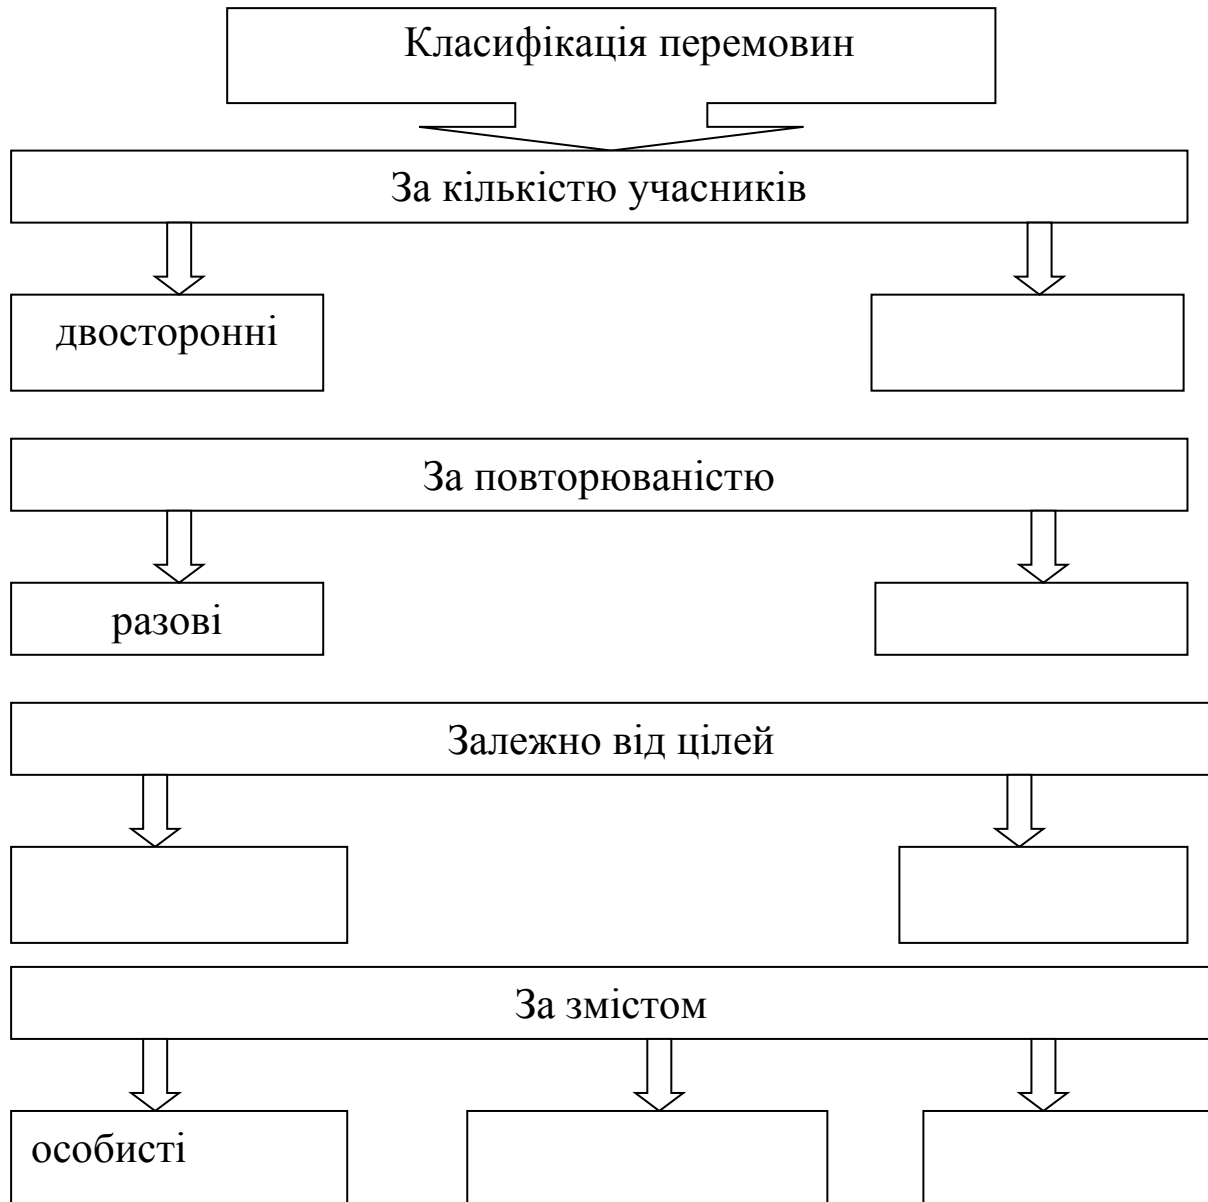 Класифікація перемовин
За кількістю учасників
двосторонні
За повторюваністю
разові
Залежно від цілей
За змістом
особисті